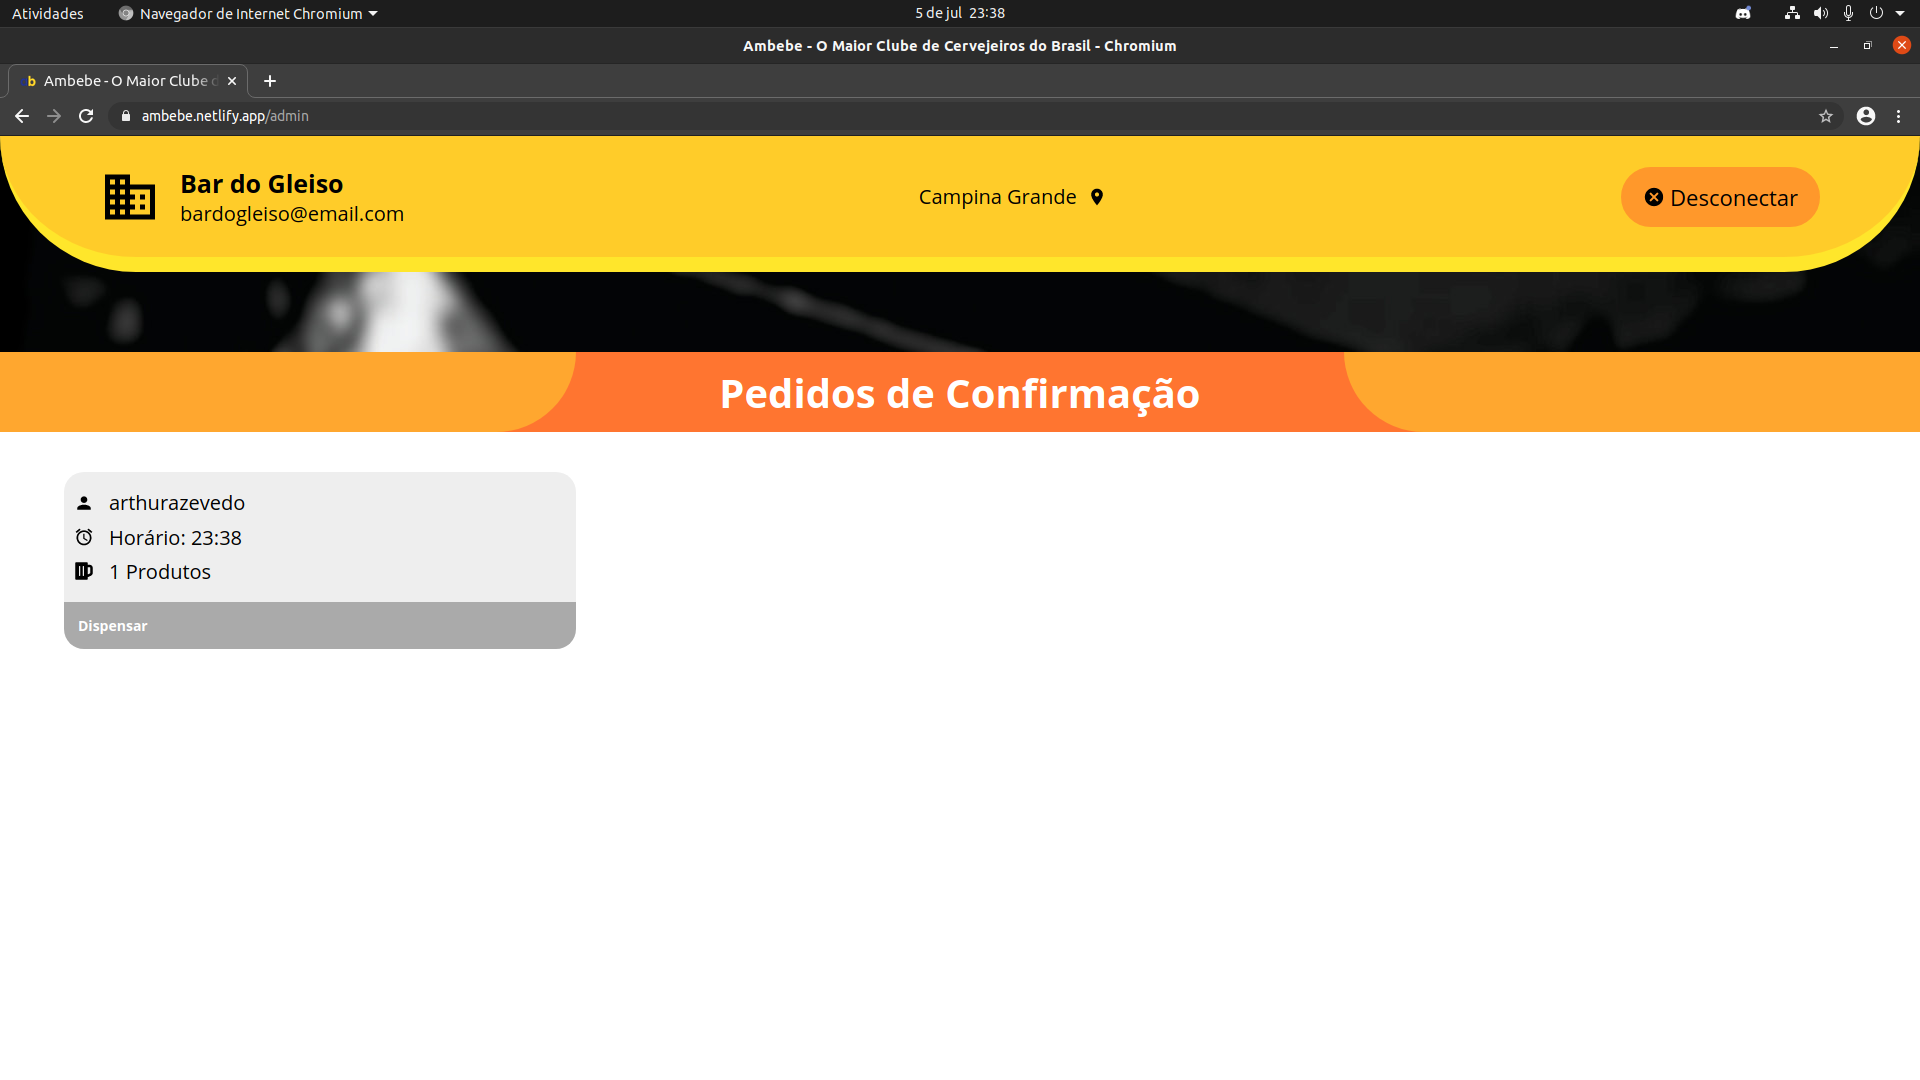 Atividades
Navegador de Internet Chromium
5 de jul 23:38
Ambebe - O Maior Clube de Cervejeiros do Brasil - Chromium
b
Ambebe - O Maior Clube d
ambebe.netlify.app/admin
Bar do Gleiso
bardogleiso@email.com
Campina Grande
Desconectar
Pedidos de Confirmação
arthurazevedo
Horário: 23:38
1 Produtos
Dispensar